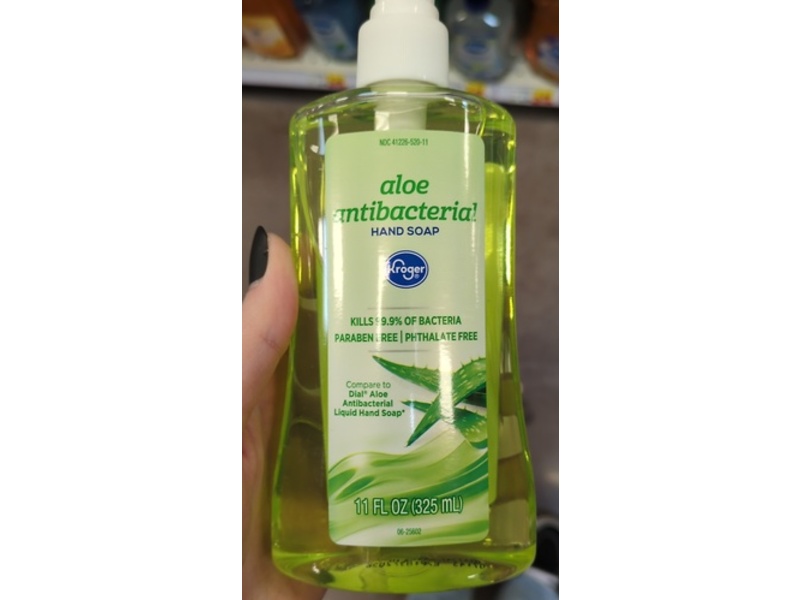 NDC 41226-520-11
aloe
antibacterial
HAND SOAP
Kroger®
KILLS 99.9% OF BACTERIA
PARABEN FREE | PHTHALATE FREE
Compare to
Dial® Aloe
Antibacterial
Liquid Hand Soap*
11 FL OZ (325 mL)
06-25602